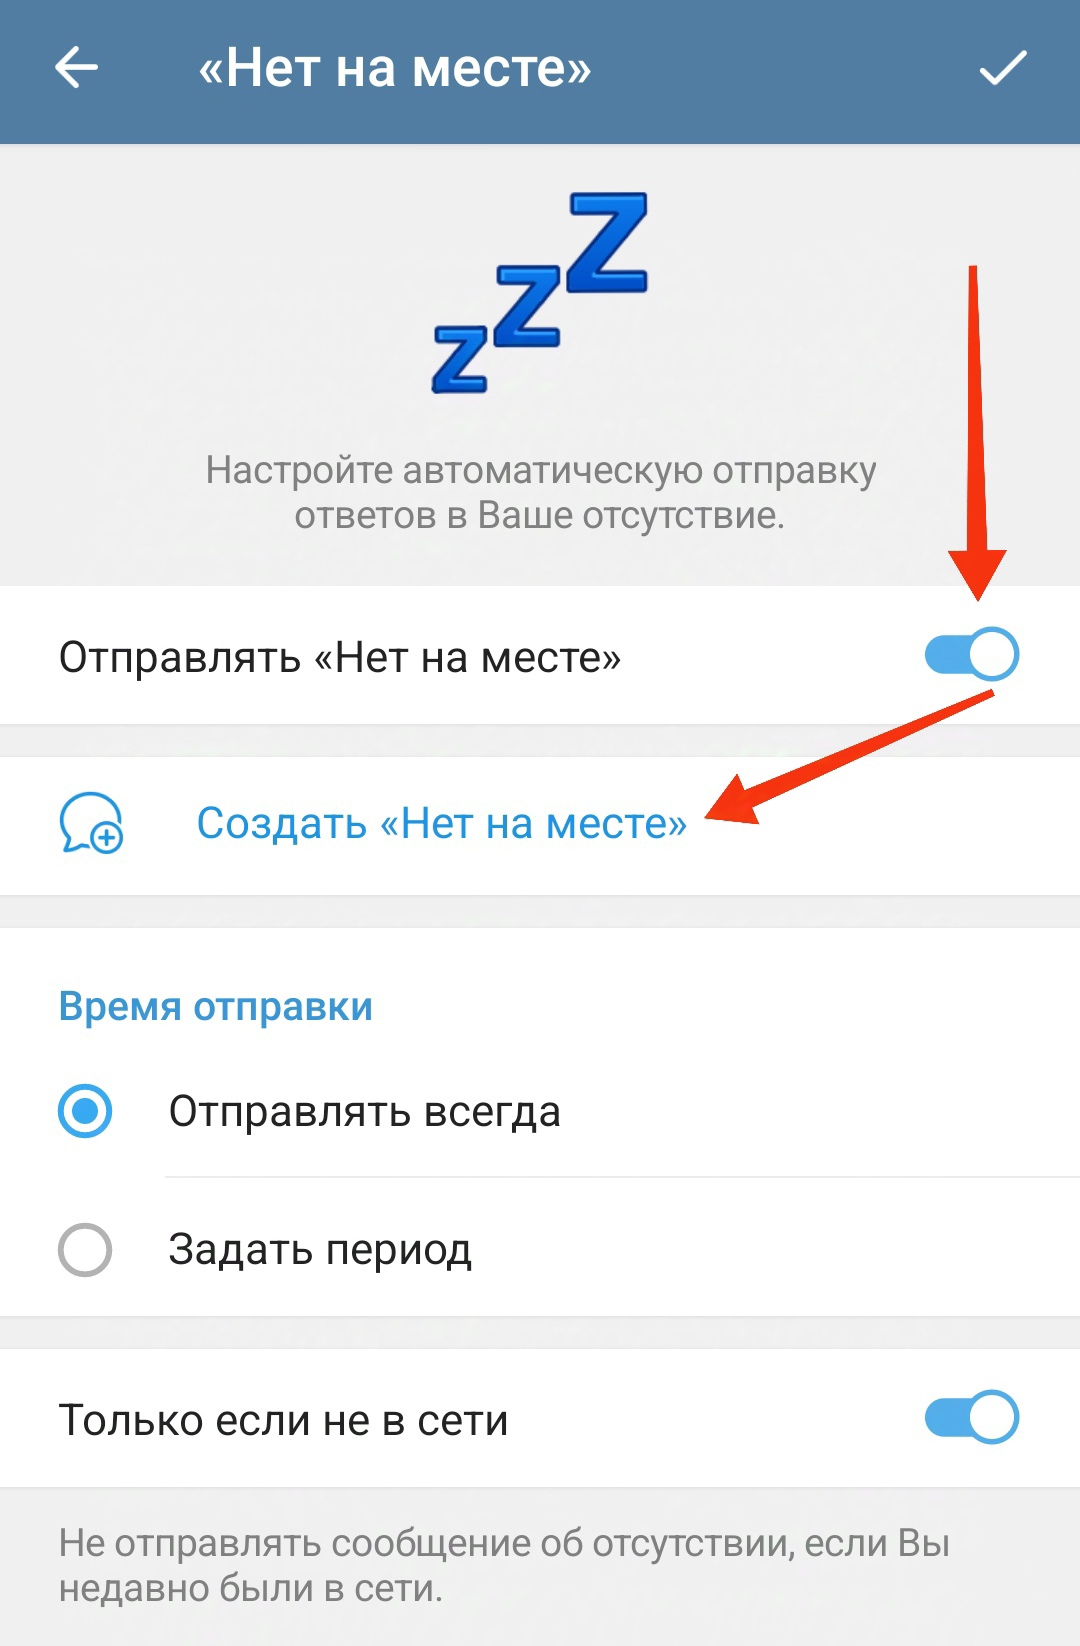 «Нет на месте»
Настройте автоматическую отправку
ответов в Ваше отсутствие.
Отправлять «Нет на месте»
Создать «Нет на месте»
Время отправки
Отправлять всегда
Задать период
Только если не в сети
Не отправлять сообщение об отсутствии, если Вы
недавно были в сети.